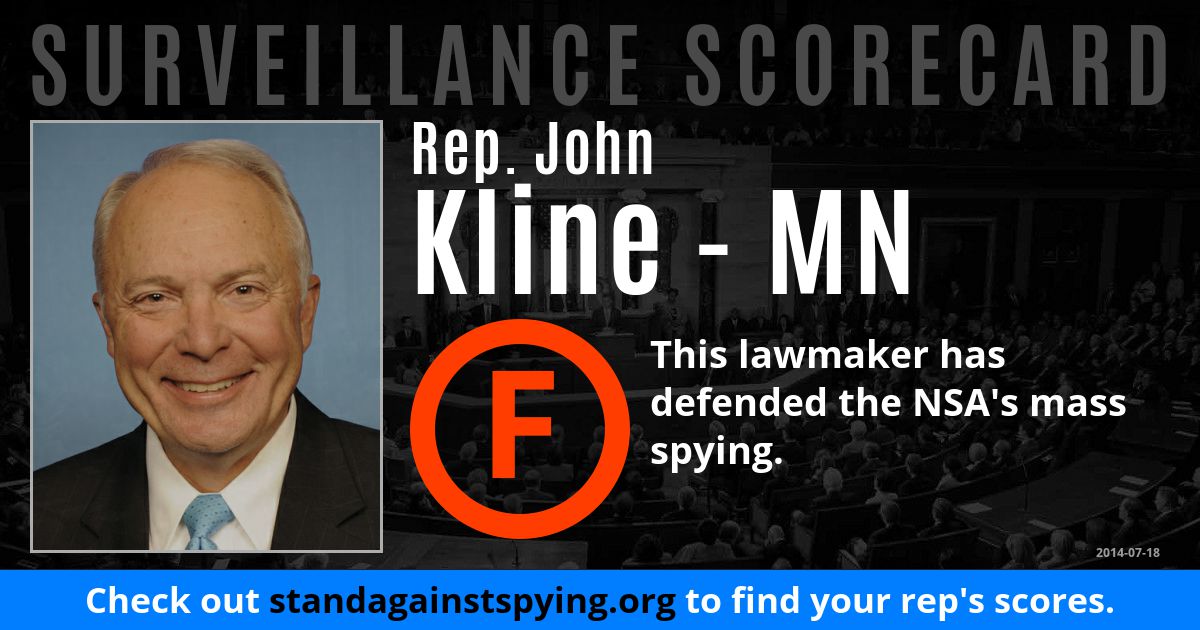 SURVEILLANCE SCORECARD
Rep. John
Kline - MN
F
This lawmaker has
defended the NSA's mass
spying.
2014-07-18
Check out standagainstspying.org to find your rep's scores.